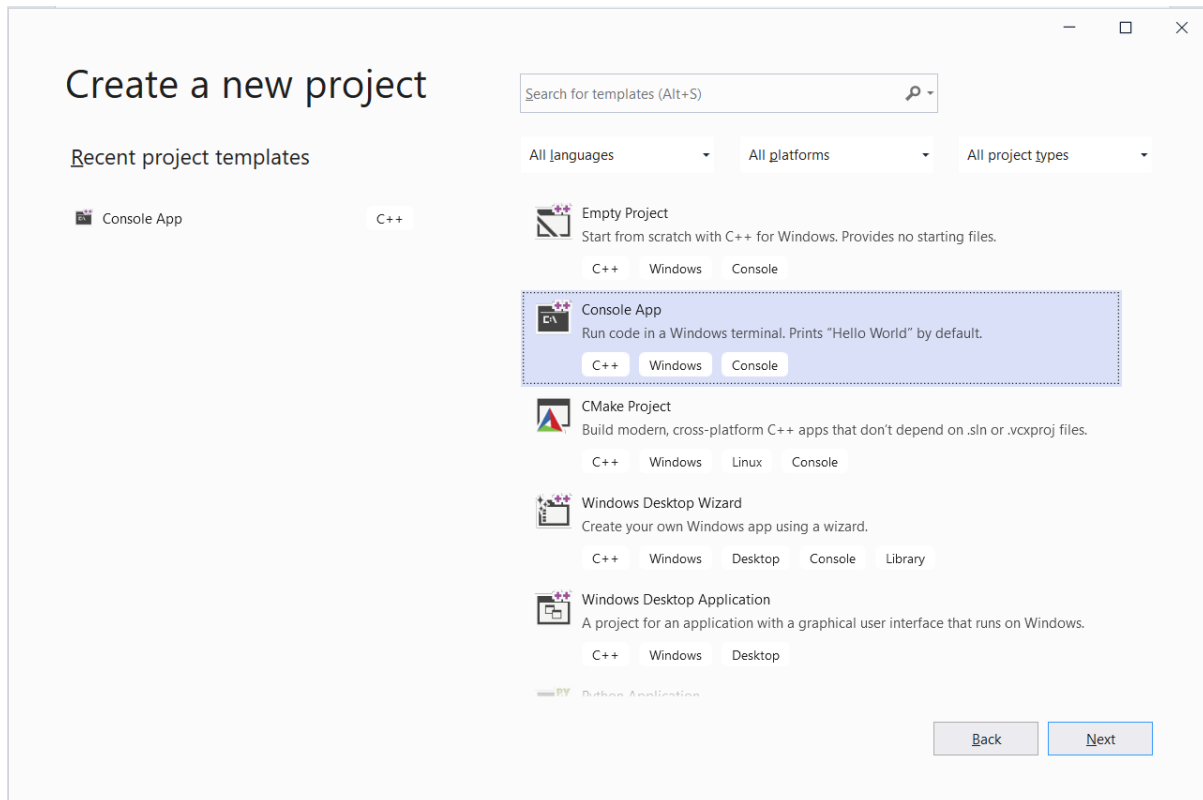 Create a new project
Search for templates (Alt+S)
Recent project templates
All languages
All platforms
All project types
Console App
C++
Empty Project
Start from scratch with C++ for Windows. Provides no starting files.
C++ Windows Console
Console App
Run code in a Windows terminal. Prints "Hello World" by default.
C++ Windows Console
CMake Project
Build modern, cross-platform C++ apps that don't depend on .sln or .vcxproj files.
C++ Windows Linux Console
Windows Desktop Wizard
Create your own Windows app using a wizard.
C++ Windows Desktop Console Library
Windows Desktop Application
A project for an application with a graphical user interface that runs on Windows.
C++ Windows Desktop
Python Application
Back
Next